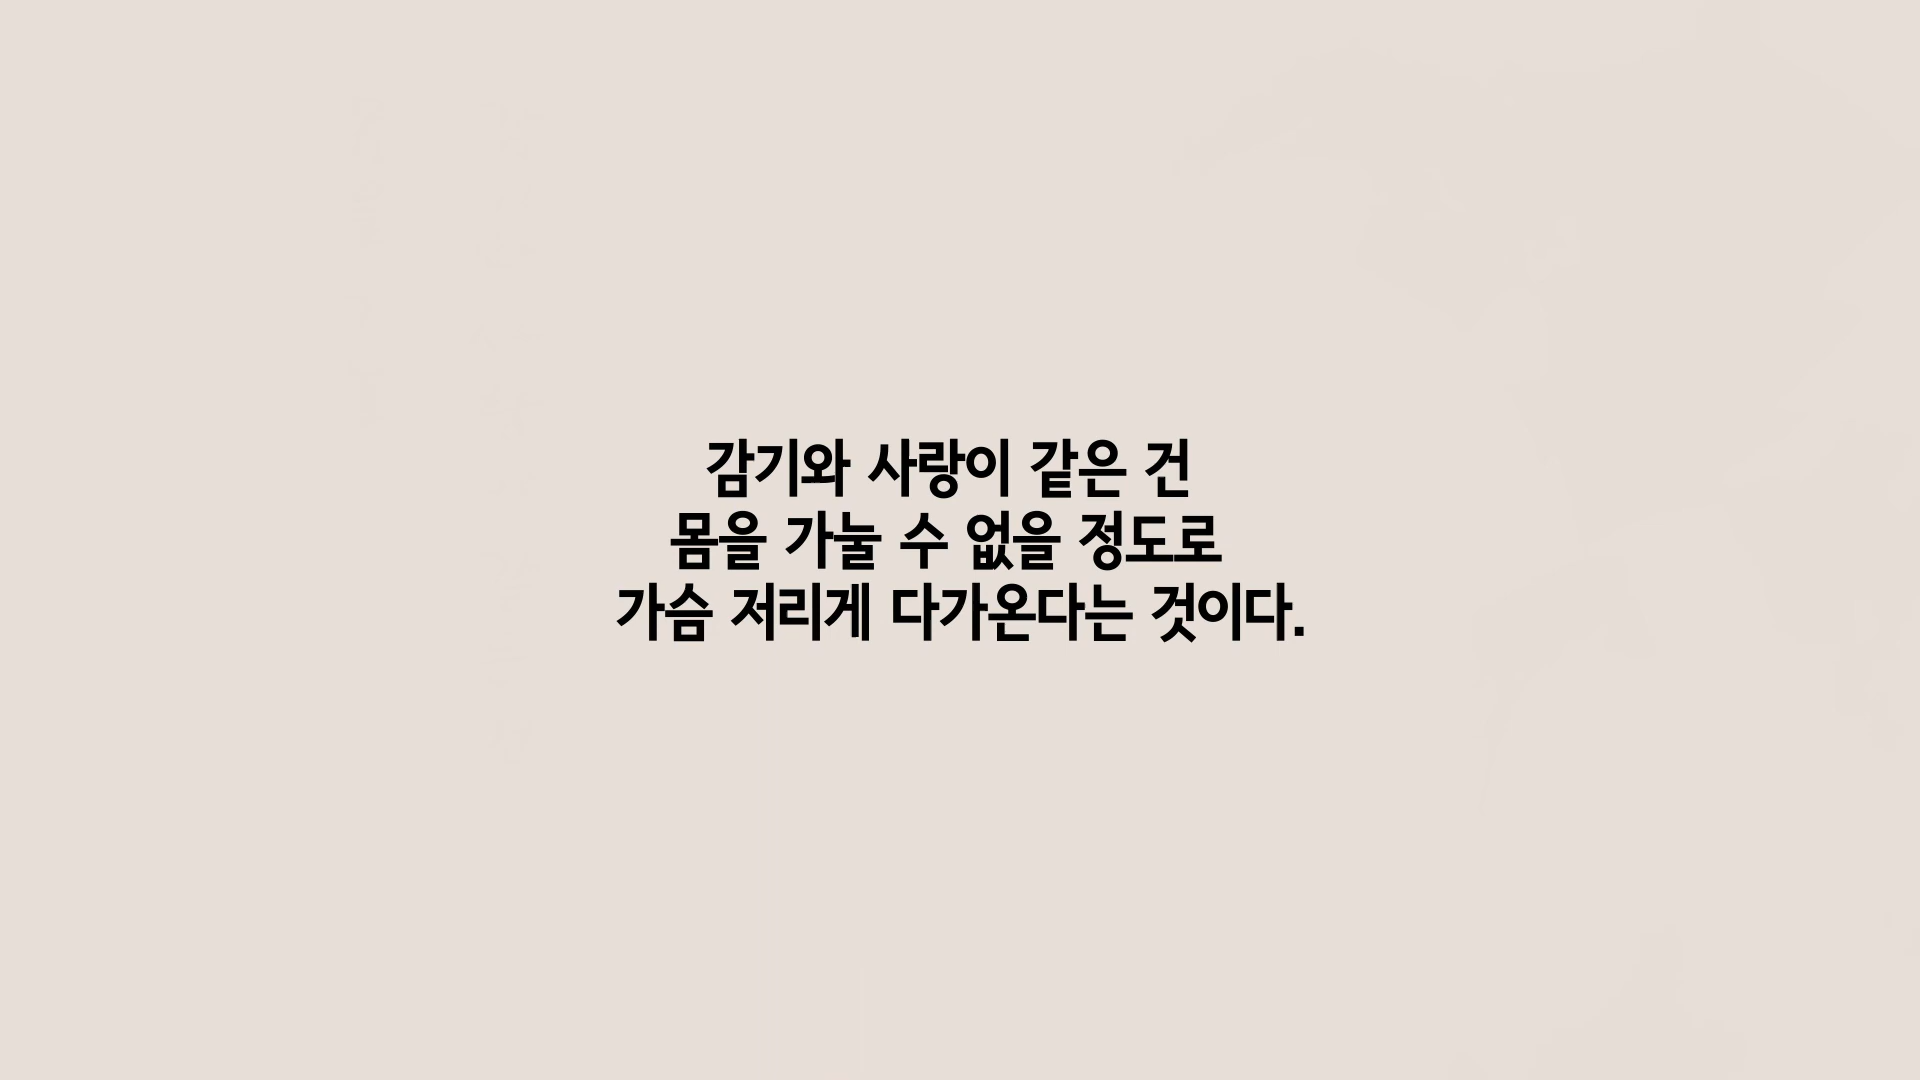 감기와 사랑이 같은 건
몸을 가눌 수 없을 정도로
가슴 저리게 다가온다는 것이다.